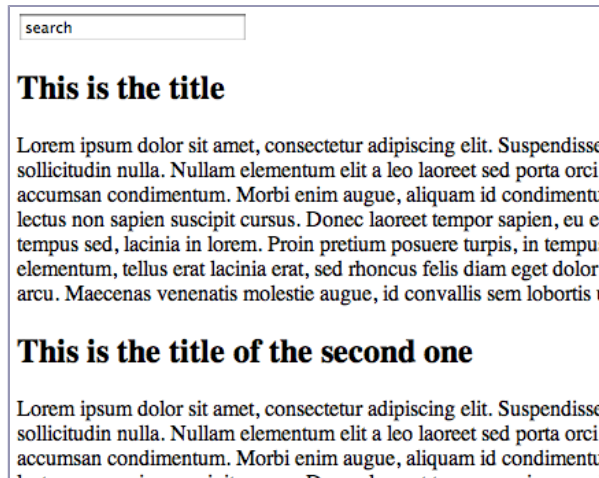 search
This is the title
Lorem ipsum dolor sit amet, consectetur adipiscing elit. Suspendisse
sollicitudin nulla. Nullam elementum elit a leo laoreet sed porta orci
accumsan condimentum. Morbi enim augue, aliquam id condimentu
lectus non sapien suscipit cursus. Donec laoreet tempor sapien, eu e
tempus sed, lacinia in lorem. Proin pretium posuere turpis, in tempus
elementum, tellus erat lacinia erat, sed rhoncus felis diam eget dolor
arcu. Maecenas venenatis molestie augue, id convallis sem lobortis
This is the title of the second one
Lorem ipsum dolor sit amet, consectetur adipiscing elit. Suspendisse
sollicitudin nulla. Nullam elementum elit a leo laoreet sed porta orci
accumsan condimentum. Morbi enim augue, aliquam id condimentu